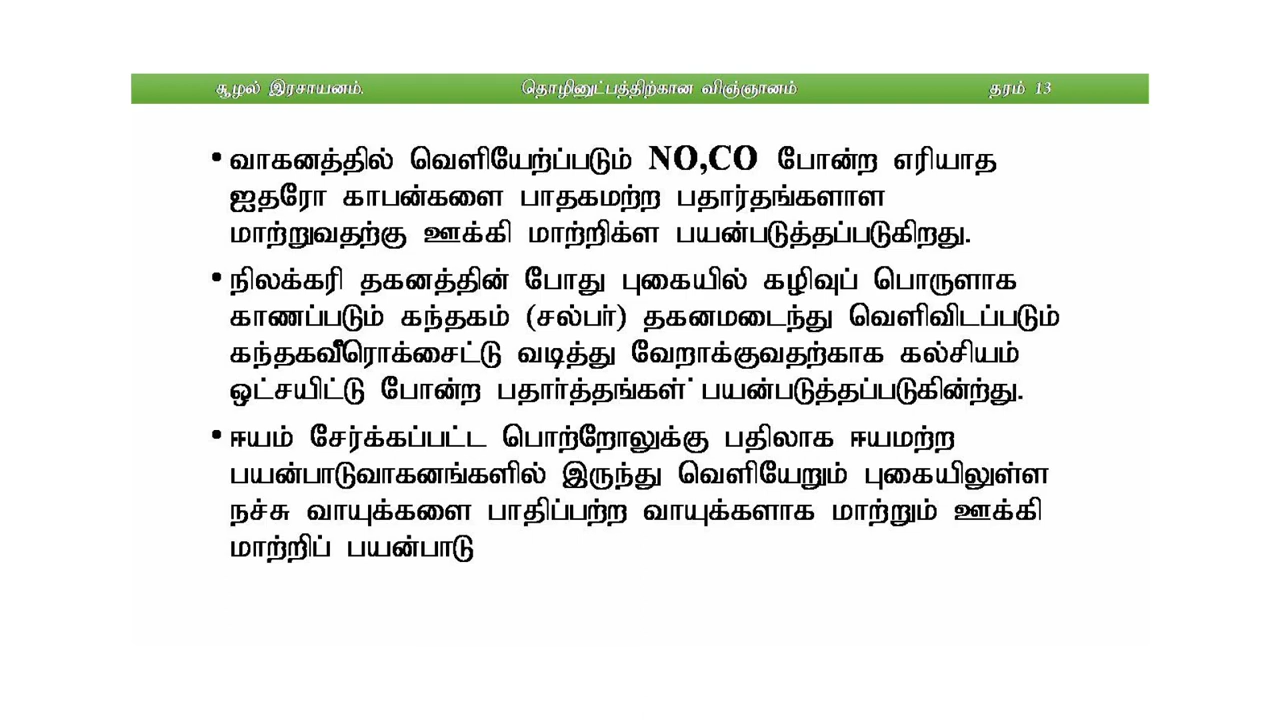 சூழல் இரசாயனம். தொழினுட்பத்திற்கான விஞ்ஞானம் தரம் 13
• வாகனத்தில் வெளியேற்ப்படும் NO,CO போன்ற எரியாத
ஐதரோ காபன்களை பாதகமற்ற பதார்தங்களாள
மாற்றுவதற்கு ஊக்கி மாற்றிக்ள பயன்படுத்தப்படுகிறது.
• நிலக்கரி தகனத்தின் போது புகையில் கழிவுப் பொருளாக
காணப்படும் கந்தகம் (சல்பர்) தகனமடைந்து வெளிவிடப்படும்
கந்தகவீரொக்சைட்டு வடித்து வேறாக்குவதற்காக கல்சியம்
ஒட்சயிட்டு போன்ற பதார்த்தங்கள் பயன்படுத்தப்படுகின்ற்து.
• ஈயம் சேர்க்கப்பட்ட பொற்றோலுக்கு பதிலாக ஈயமற்ற
பயன்பாடுவாகனங்களில் இருந்து வெளியேறும் புகையிலுள்ள
நச்சு வாயுக்களை பாதிப்பற்ற வாயுக்களாக மாற்றும் ஊக்கி
மாற்றிப் பயன்பாடு